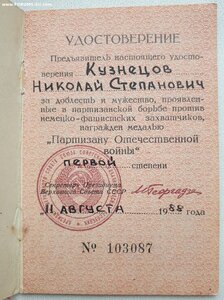 УДОСТОВЕРЕНИЕ
Предъявитель настоящего удосто-
верения Кузнецов
Николай Степанович
за доблесть и мужество, проявлен-
ные в партизанской борьбе против
немецко-фашистских захватчиков,
награжден медалью
„Партизану Отечественной
войны"
первой степени
Секретарь Президиума
Верховного Совета СССР
11 августа 1988 года
№ 103087